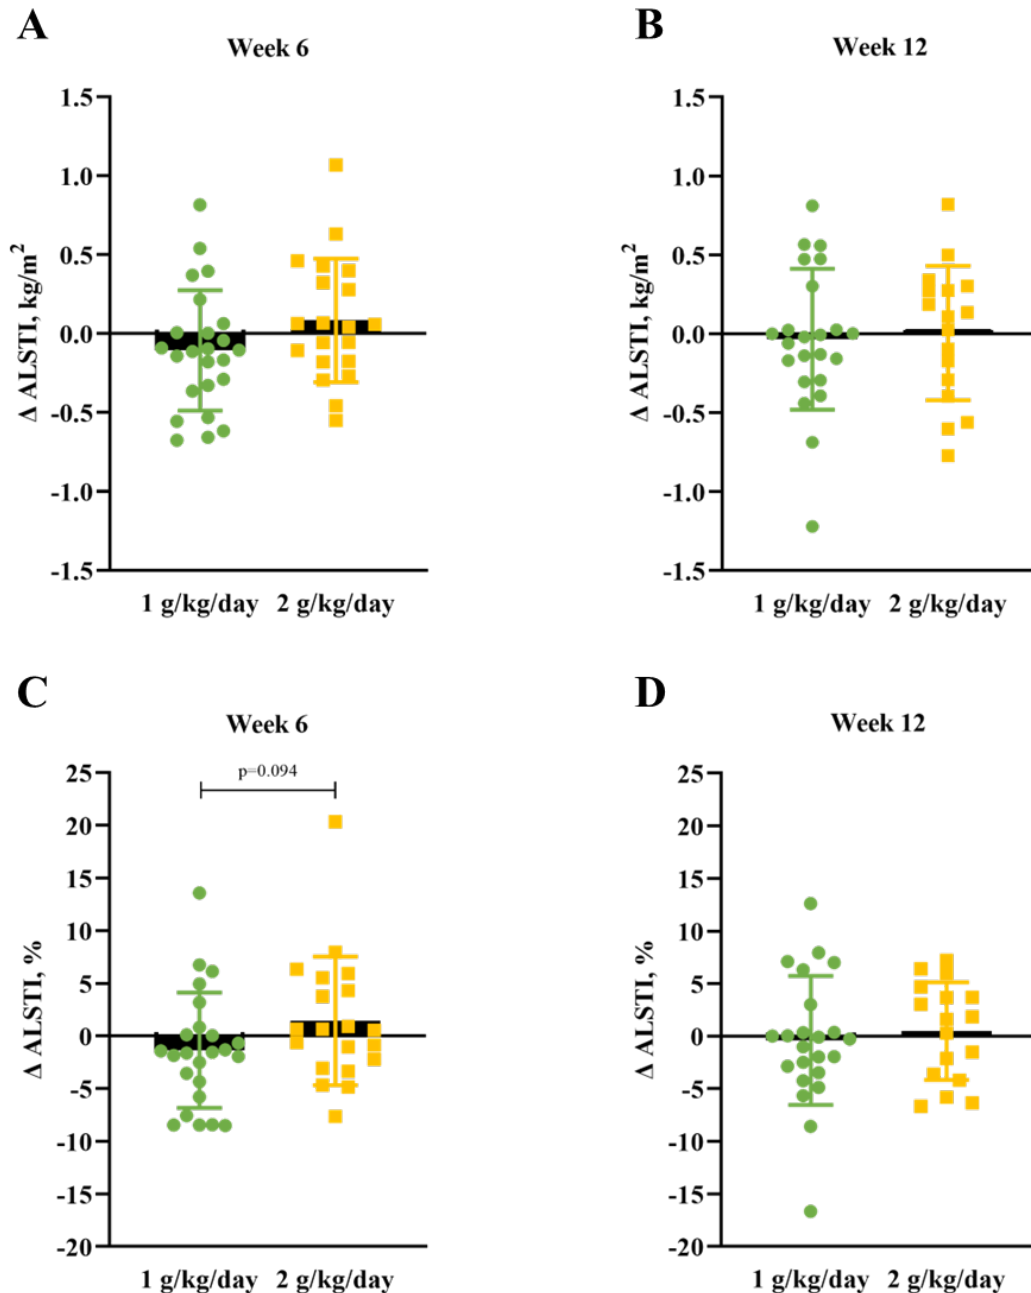 A
Week 6
Δ ALSTI, kg/m²
1.5
1.0
0.5
0.0
-0.5
-1.0
-1.5
1 g/kg/day 2 g/kg/day
B
Week 12
Δ ALSTI, kg/m²
1.5
1.0
0.5
0.0
-0.5
-1.0
-1.5
1 g/kg/day 2 g/kg/day
C
Week 6
p=0.094
Δ ALSTI, %
25
20
15
10
5
0
-5
-10
-15
-20
1 g/kg/day 2 g/kg/day
D
Week 12
Δ ALSTI, %
25
20
15
10
5
0
-5
-10
-15
-20
1 g/kg/day 2 g/kg/day